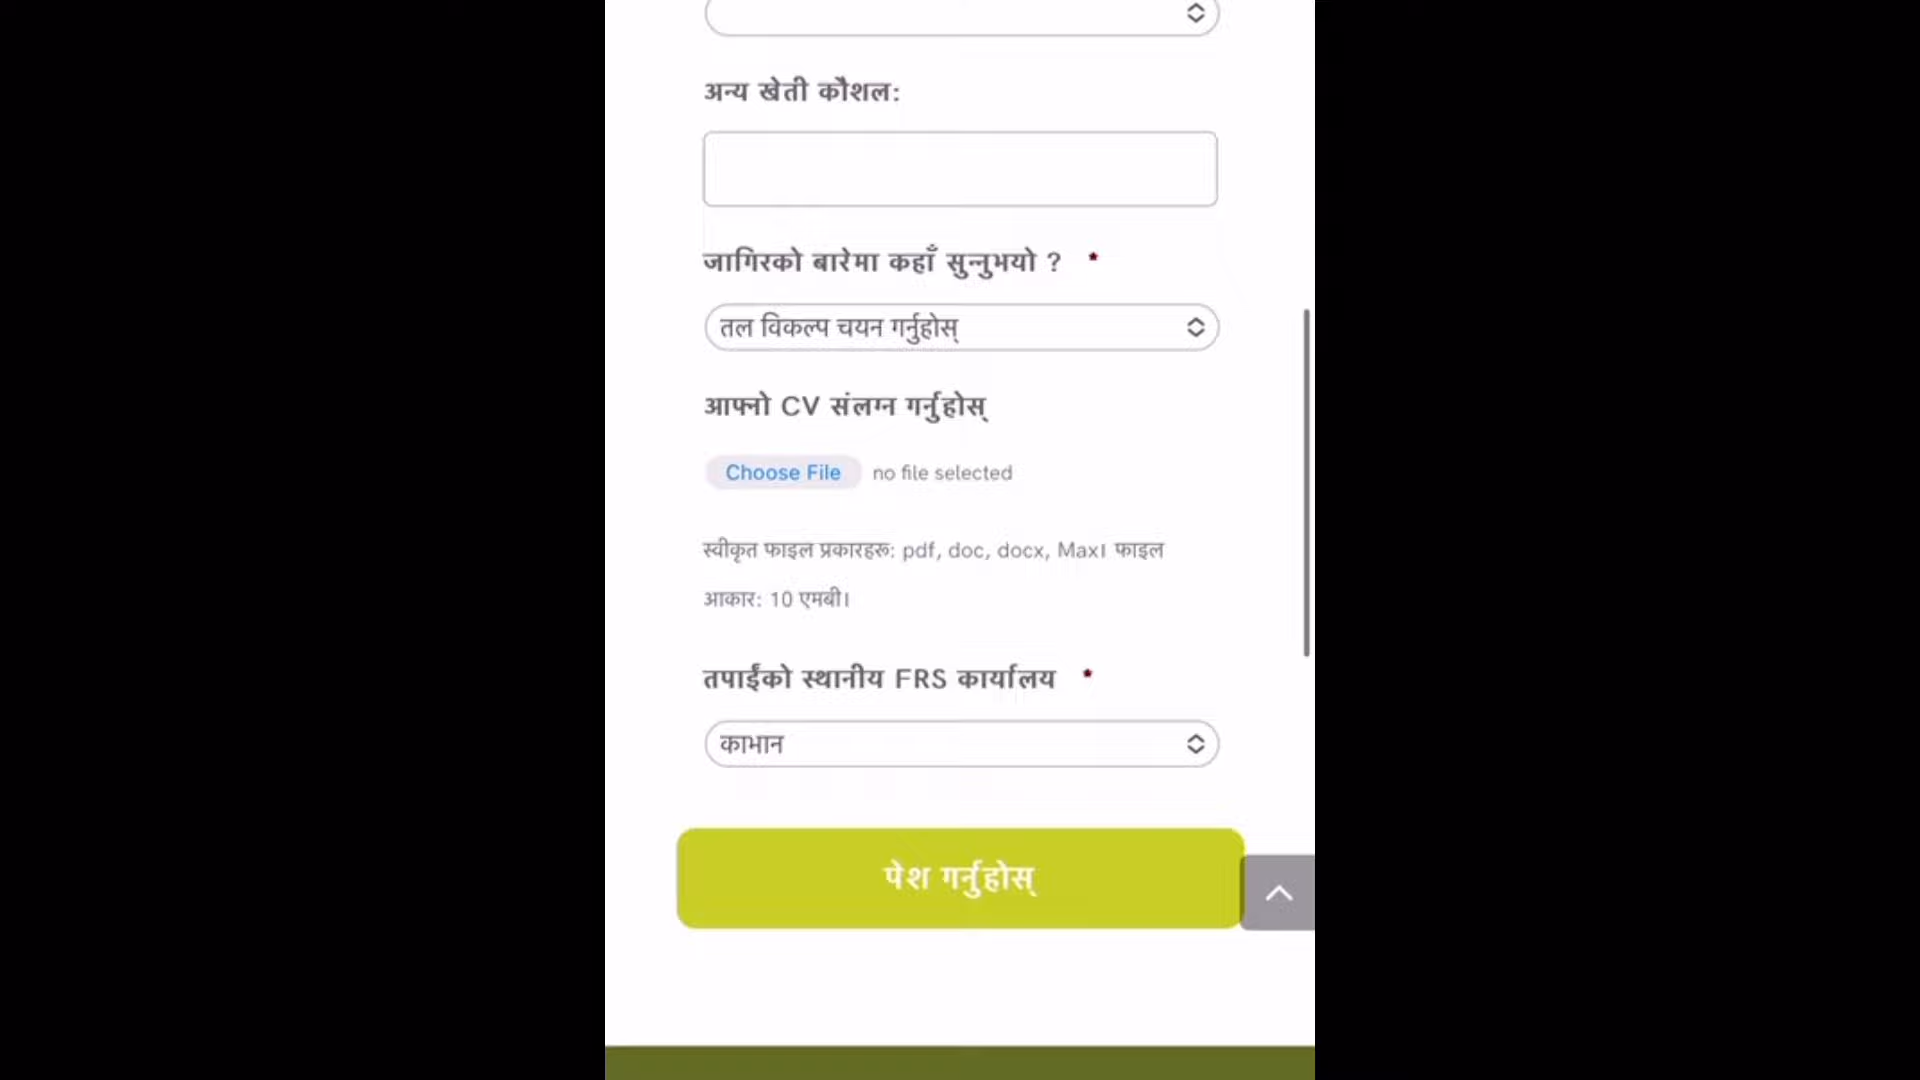 अन्य खेती कौशल:
जागिरको बारेमा कहाँ सुन्नुभयो ? *
तल विकल्प चयन गर्नुहोस्
आफ्नो CV संलग्न गर्नुहोस्
Choose File no file selected
स्वीकृत फाइल प्रकारहरू: pdf, doc, docx, Max। फाइल
आकार: 10 एमबी।
तपाईंको स्थानीय FRS कार्यालय *
काभान
पेश गर्नुहोस्